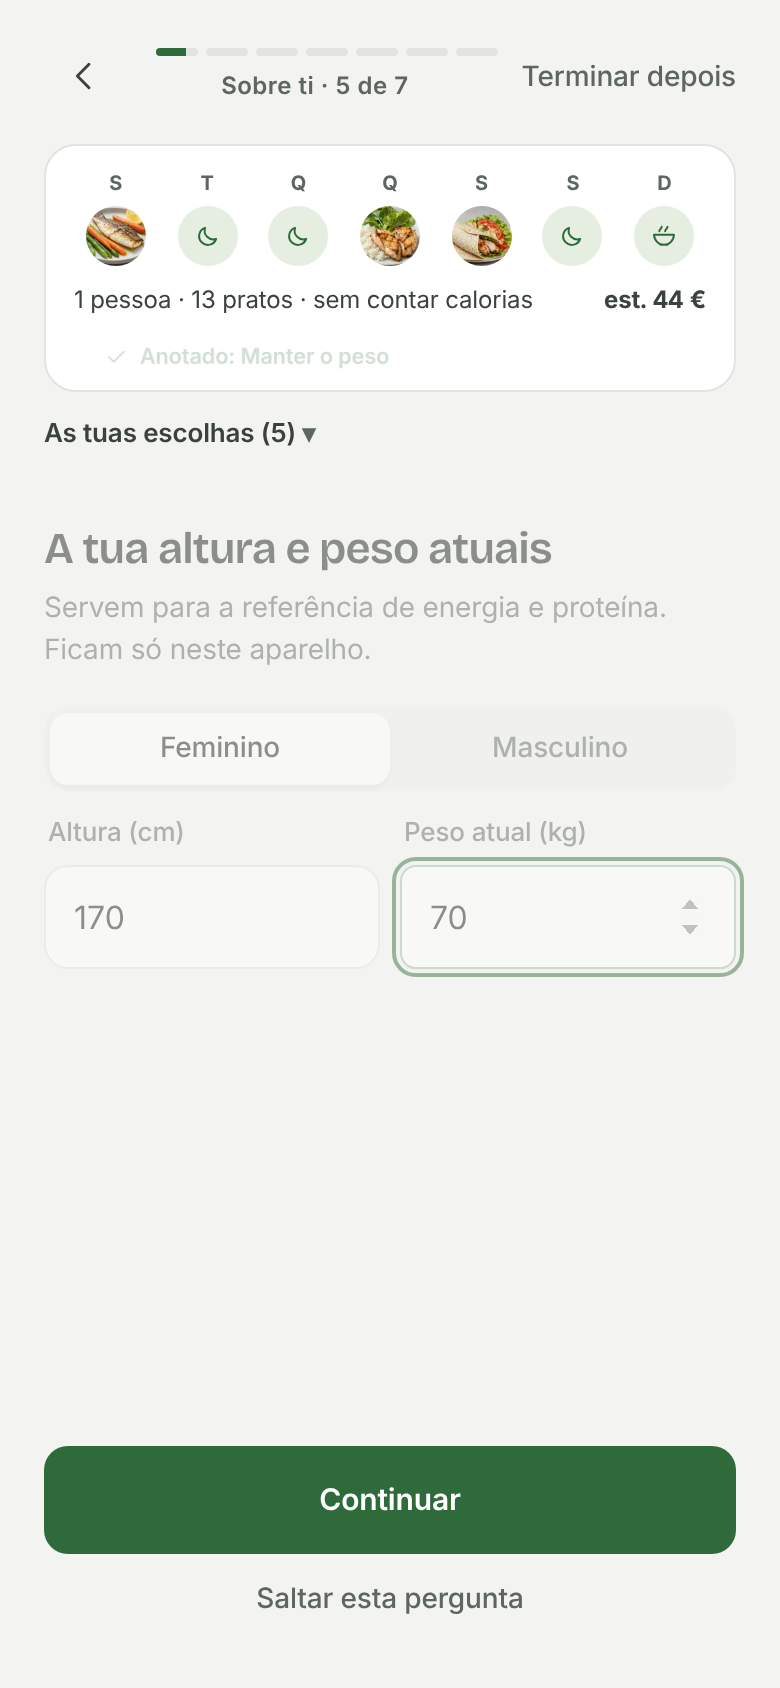 Sobre ti · 5 de 7
Terminar depois
S T Q Q S S D
1 pessoa · 13 pratos · sem contar calorias est. 44 €
Anotado: Manter o peso
As tuas escolhas (5) ▾
A tua altura e peso atuais
Servem para a referência de energia e proteína.
Ficam só neste aparelho.
Feminino Masculino
Altura (cm) Peso atual (kg)
170 70
Continuar
Saltar esta pergunta